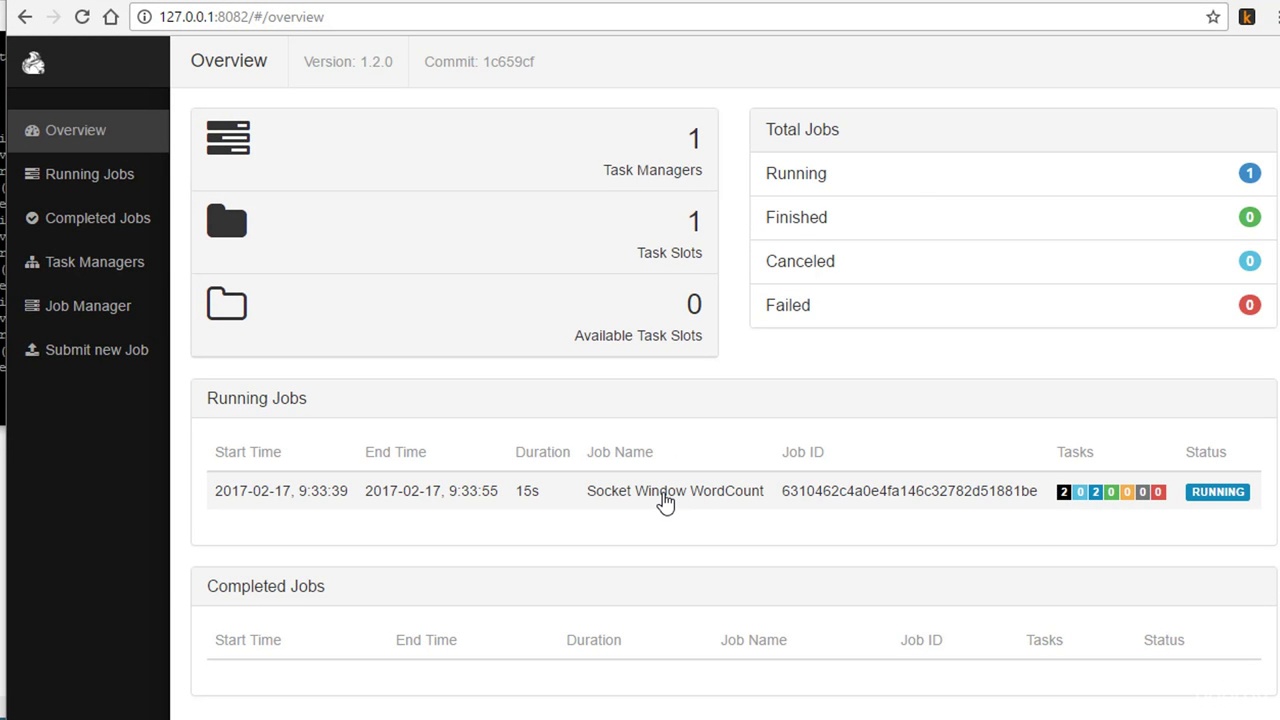 127.0.0.1:8082/#/overview
k
Overview Version: 1.2.0 Commit: 1c659cf
Overview
Running Jobs
Completed Jobs
Task Managers
Job Manager
Submit new Job
1
Task Managers
1
Task Slots
0
Available Task Slots
Total Jobs
Running 1
Finished 0
Canceled 0
Failed 0
Running Jobs
Start Time End Time Duration Job Name Job ID Tasks Status
2017-02-17, 9:33:39 2017-02-17, 9:33:55 15s Socket Window WordCount 6310462c4a0e4fa146c32782d51881be 2 0 2 0 0 0 0 RUNNING
Completed Jobs
Start Time End Time Duration Job Name Job ID Tasks Status